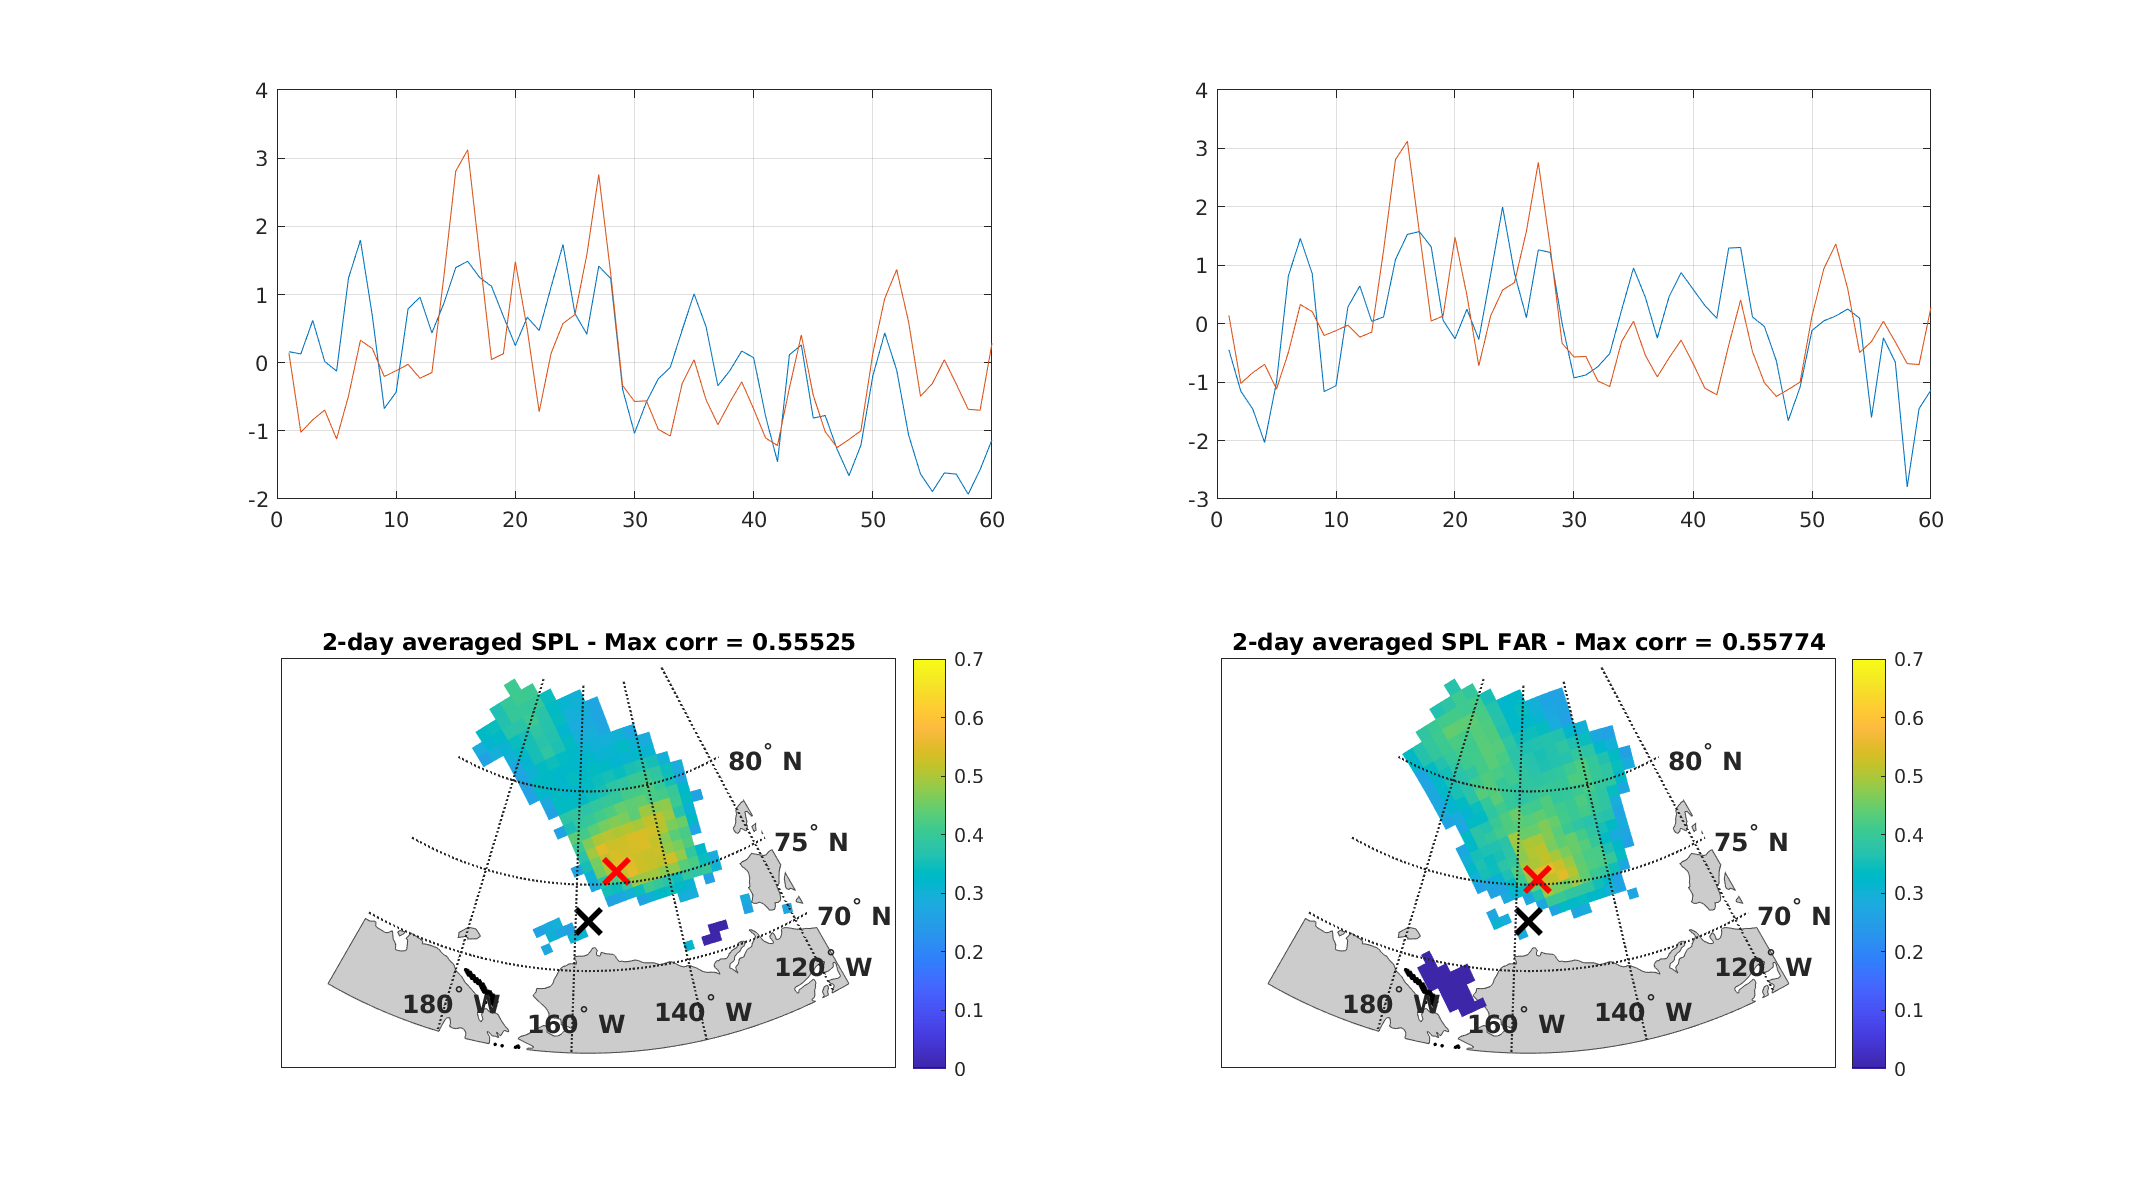 4
3
2
1
0
-1
-2
0 10 20 30 40 50 60
4
3
2
1
0
-1
-2
-3
0 10 20 30 40 50 60
2-day averaged SPL - Max corr = 0.55525
80° N
75° N
70° N
120° W
180° W
160° W
140° W
0.7
0.6
0.5
0.4
0.3
0.2
0.1
0
2-day averaged SPL FAR - Max corr = 0.55774
80° N
75° N
70° N
120° W
180° W
160° W
140° W
0.7
0.6
0.5
0.4
0.3
0.2
0.1
0